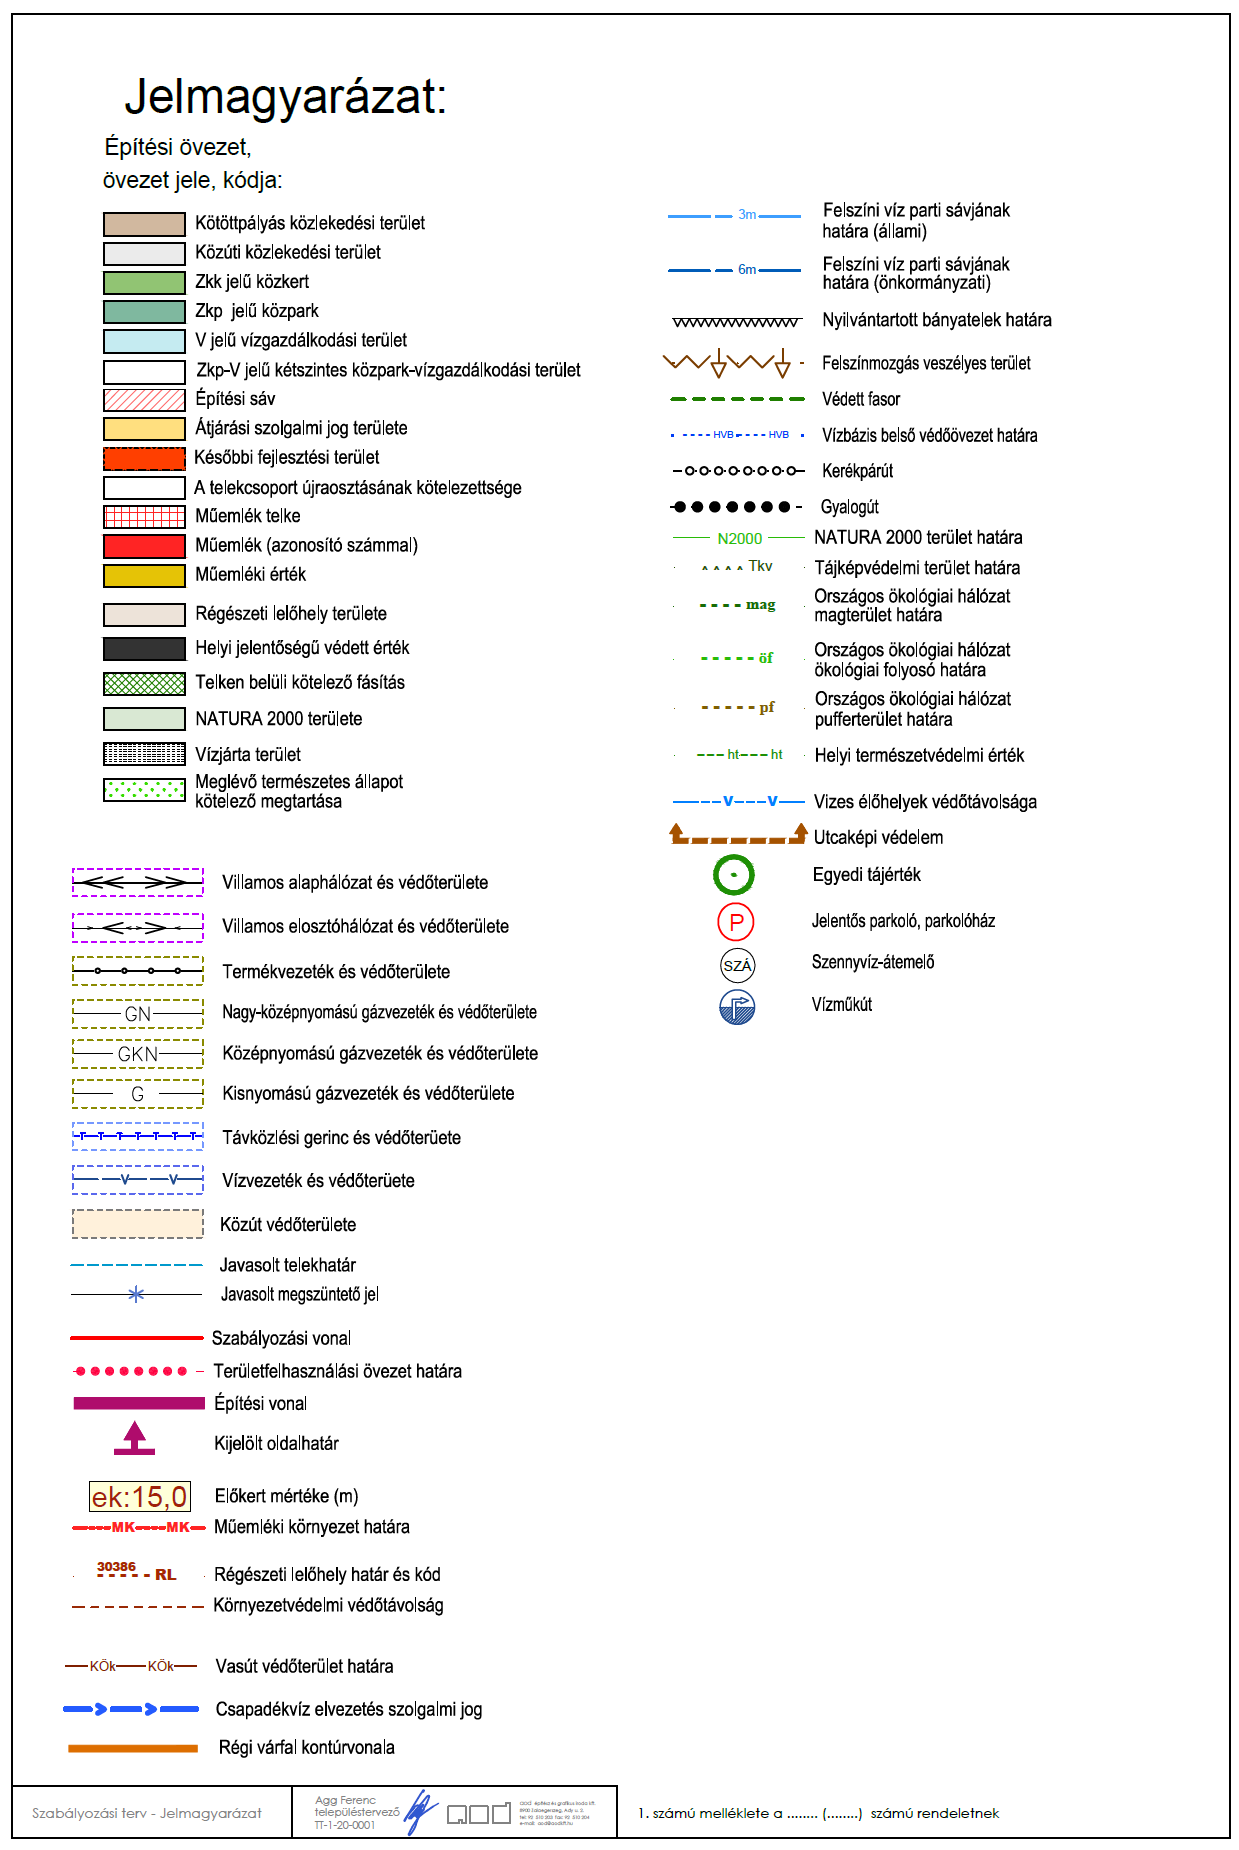 Jelmagyarázat:
Építési övezet,
övezet jele, kódja:
Kötöttpályás közlekedési terület
Közúti közlekedési terület
Zkk jelű közkert
Zkp jelű közpark
V jelű vízgazdálkodási terület
Zkp-V jelű kétszintes közpark-vízgazdálkodási terület
Építési sáv
Átjárási szolgalmi jog területe
Későbbi fejlesztési terület
A telekcsoport újraosztásának kötelezettsége
Műemlék telke
Műemlék (azonosító számmal)
Műemléki érték
Régészeti lelőhely területe
Helyi jelentőségű védett érték
Telken belüli kötelező fásítás
NATURA 2000 területe
Vízjárta terület
Meglévő természetes állapot
kötelező megtartása
Villamos alaphálózat és védőterülete
Villamos elosztóhálózat és védőterülete
Termékvezeték és védőterülete
GN Nagy-középnyomású gázvezeték és védőterülete
GKN Középnyomású gázvezeték és védőterülete
G Kisnyomású gázvezeték és védőterülete
Távközlési gerinc és védőterüete
V V Vízvezeték és védőterüete
Közút védőterülete
Javasolt telekhatár
Javasolt megszüntető jel
Szabályozási vonal
Területfelhasználási övezet határa
Építési vonal
Kijelölt oldalhatár
ek:15,0 Előkert mértéke (m)
MK MK Műemléki környezet határa
30386
RL Régészeti lelőhely határ és kód
Környezetvédelmi védőtávolság
KÖk KÖk Vasút védőterület határa
Csapadékvíz elvezetés szolgalmi jog
Régi várfal kontúrvonala
3m Felszíni víz parti sávjának
határa (állami)
6m Felszíni víz parti sávjának
határa (önkormányzati)
Nyilvántartott bányatelek határa
Felszínmozgás veszélyes terület
Védett fasor
HVB HVB Vízbázis belső védőövezet határa
Kerékpárút
Gyalogút
N2000 NATURA 2000 terület határa
Tkv Tájképvédelmi terület határa
mag Országos ökológiai hálózat
magterület határa
öf Országos ökológiai hálózat
ökológiai folyosó határa
pf Országos ökológiai hálózat
pufferterület határa
ht ht Helyi természetvédelmi érték
V V Vizes élőhelyek védőtávolsága
Utcaképi védelem
Egyedi tájérték
P Jelentős parkoló, parkolóház
SZÁ Szennyvíz-átemelő
Vízműkút
Szabályozási terv - Jelmagyarázat
Agg Ferenc
településtervező
TT-1-20-0001
aod
AOD építész és grafikus iroda kft.
8900 Zalaegerszeg, Ady u. 2.
1. számú melléklete a ........ (........) számú rendeletnek